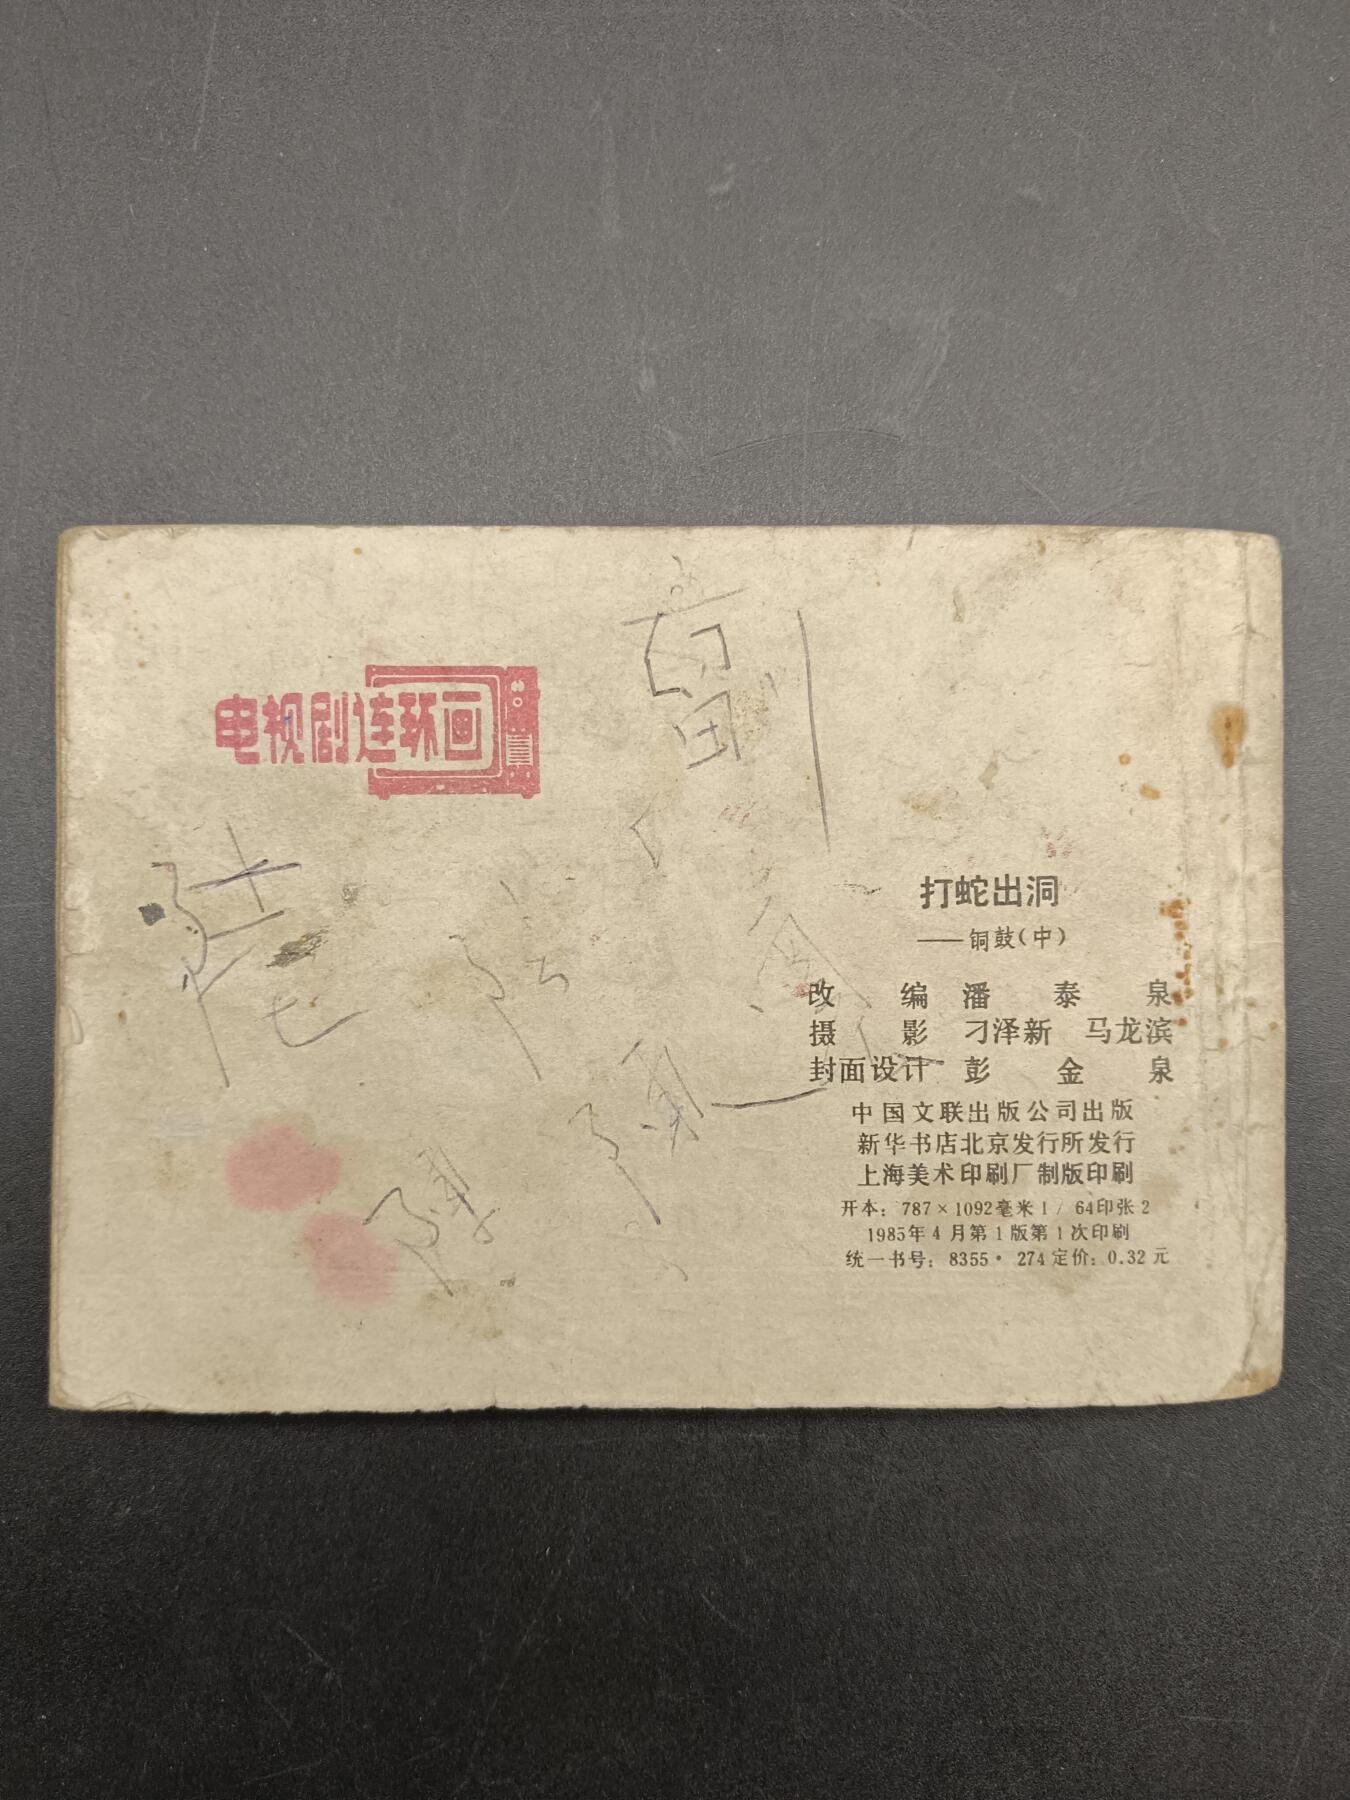 电视剧连环画
副
陆
打蛇出洞
——铜鼓(中)
改 编 潘 泰 泉
摄 影 刁泽新 马龙滨
封面设计 彭 金 泉
中国文联出版公司出版
新华书店北京发行所发行
上海美术印刷厂制版印刷
开本: 787×1092毫米1/64印张2
1985年4月第1版第1次印刷
统一书号: 8355·274定价: 0.32元